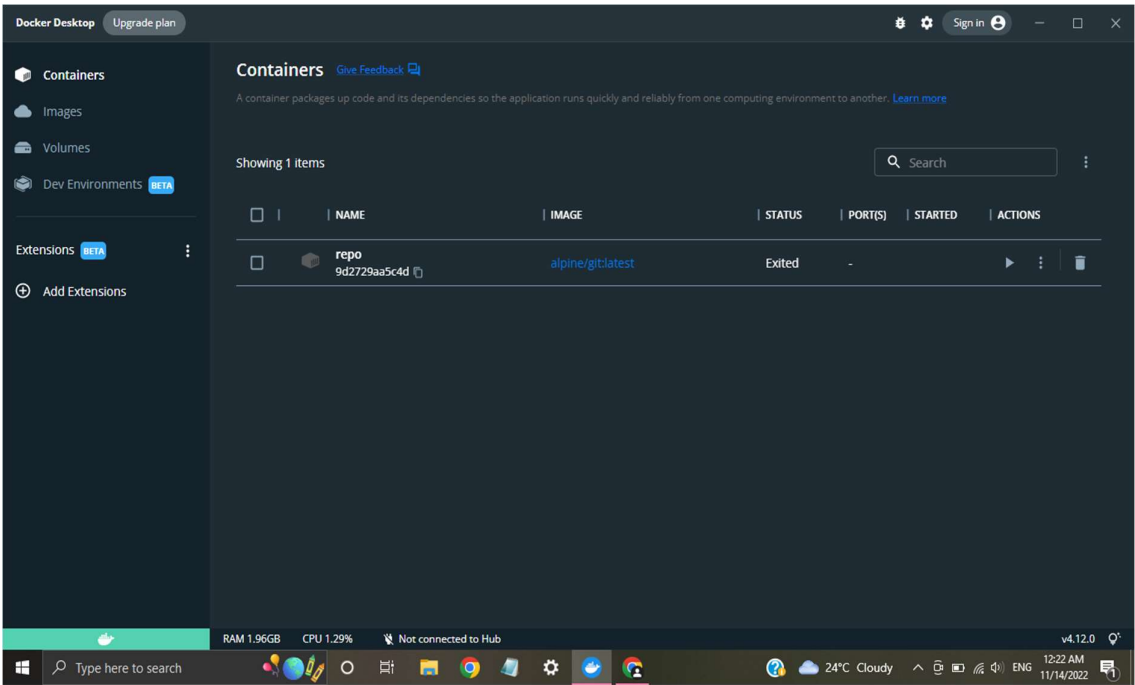 Docker Desktop Upgrade plan Sign in
Containers
Images
Volumes
Dev Environments BETA
Extensions BETA
Add Extensions
Containers Give Feedback
A container packages up code and its dependencies so the application runs quickly and reliably from one computing environment to another. Learn more
Showing 1 items Search
NAME IMAGE STATUS PORT(S) STARTED ACTIONS
repo
9d2729aa5c4d alpine/git:latest Exited -
RAM 1.96GB CPU 1.29% Not connected to Hub v4.12.0
Type here to search 24°C Cloudy ENG 12:22 AM
11/14/2022 1